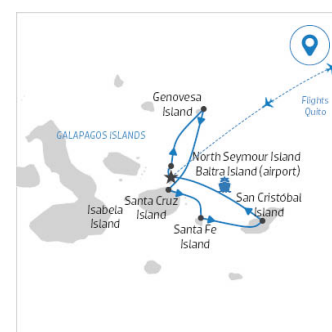 Genovesa
Island
Flights
Quito
GALAPAGOS ISLANDS
North Seymour Island
Baltra Island (airport)
Santa Cruz
Island
San Cristóbal
Island
Isabela
Island
Santa Fe
Island